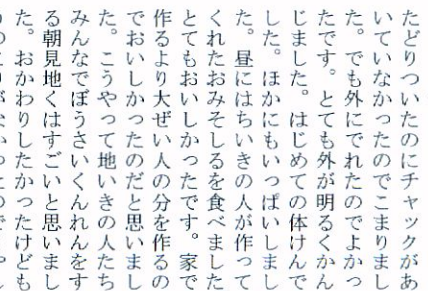 たどりついたのにチャックがあ
いていなかったのでこまりまし
た。でも外にでれたのでよかっ
たです。とても外が明るくかん
じました。はじめての体けんで
した。ほかにもいっぱいしまし
た。昼にはちいきの人が作って
くれたおみそしるを食べました
とてもおいしかったです。家で
作るより大ぜい人の分を作るの
でおいしかったのだと思いまし
た。こうやって地いきの人たち
みんなでぼうさいくんれんをす
る朝見地くはすごいと思いまし
た。おかわりしたかったけども